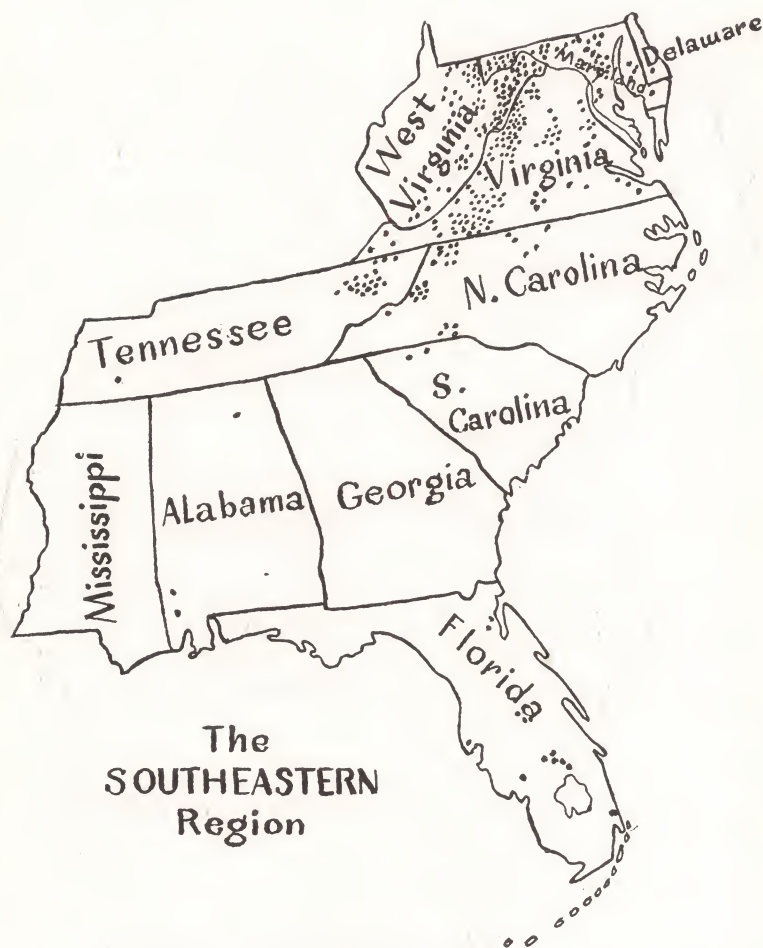 Delaware
Maryland
West
Virginia
Virginia
N. Carolina
Tennessee
S.
Carolina
Mississippi
Alabama
Georgia
Florida
The
SOUTHEASTERN
Region